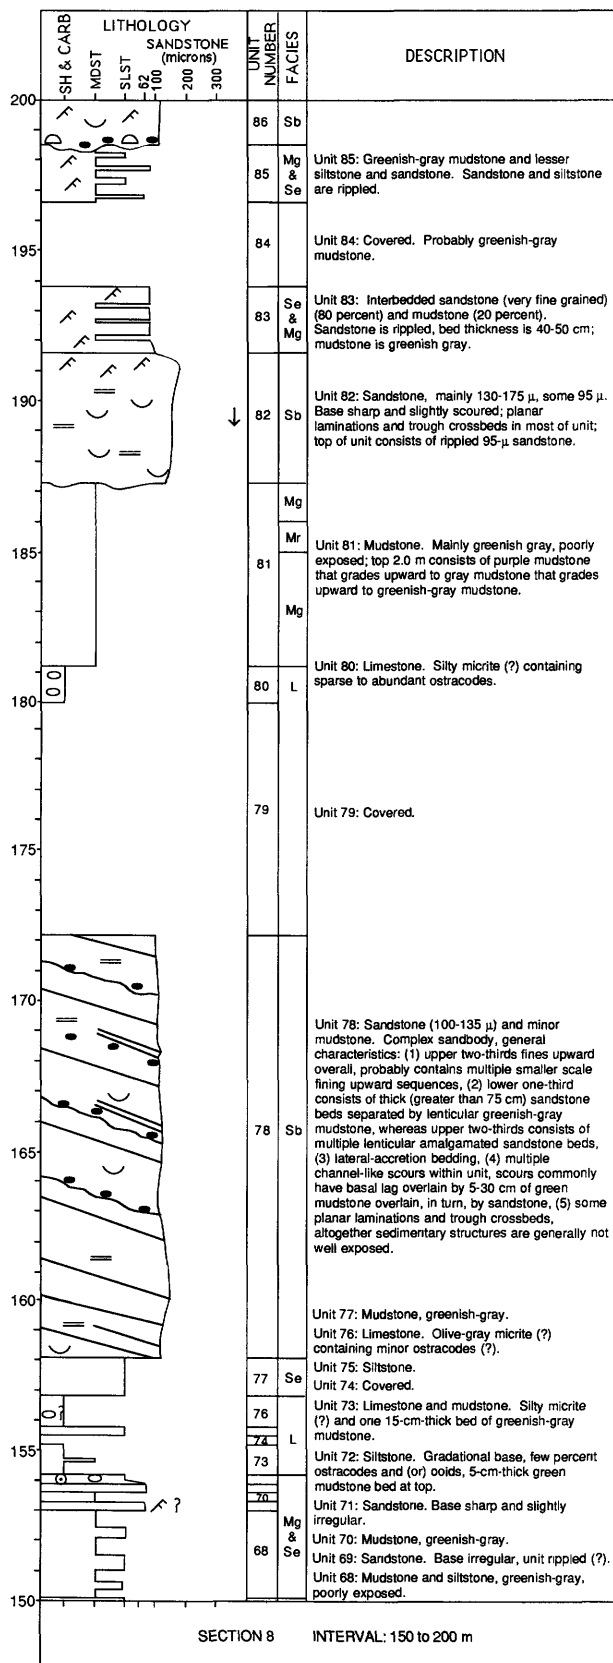 LITHOLOGY
SH & CARB
MDST
SLST
SANDSTONE
(microns)
62
100
200
300
UNIT NUMBER
FACIES
DESCRIPTION
200
86 Sb
85 Mg & Se
Unit 85: Greenish-gray mudstone and lesser
siltstone and sandstone. Sandstone and siltstone
are rippled.
195
84
Unit 84: Covered. Probably greenish-gray
mudstone.
83 Se & Mg
Unit 83: Interbedded sandstone (very fine grained)
(80 percent) and mudstone (20 percent).
Sandstone is rippled, bed thickness is 40-50 cm;
mudstone is greenish gray.
190
82 Sb
Unit 82: Sandstone, mainly 130-175 μ, some 95 μ.
Base sharp and slightly scoured; planar
laminations and trough crossbeds in most of unit;
top of unit consists of rippled 95-μ sandstone.
Mg
Mr
185
81
Mg
Unit 81: Mudstone. Mainly greenish gray, poorly
exposed; top 2.0 m consists of purple mudstone
that grades upward to gray mudstone that grades
upward to greenish-gray mudstone.
80 L
Unit 80: Limestone. Silty micrite (?) containing
sparse to abundant ostracodes.
180
79
Unit 79: Covered.
175
170
78 Sb
Unit 78: Sandstone (100-135 μ) and minor
mudstone. Complex sandbody, general
characteristics: (1) upper two-thirds fines upward
overall, probably contains multiple smaller scale
fining upward sequences, (2) lower one-third
consists of thick (greater than 75 cm) sandstone
beds separated by lenticular greenish-gray
mudstone, whereas upper two-thirds consists of
multiple lenticular amalgamated sandstone beds,
(3) lateral-accretion bedding, (4) multiple
channel-like scours within unit, scours commonly
have basal lag overlain by 5-30 cm of green
mudstone overlain, in turn, by sandstone, (5) some
planar laminations and trough crossbeds,
altogether sedimentary structures are generally not
well exposed.
165
160
Unit 77: Mudstone, greenish-gray.
Unit 76: Limestone. Olive-gray micrite (?)
containing minor ostracodes (?).
77 Se
Unit 75: Siltstone.
Unit 74: Covered.
?
76
74
L
73
Unit 73: Limestone and mudstone. Silty micrite
(?) and one 15-cm-thick bed of greenish-gray
mudstone.
155
Unit 72: Siltstone. Gradational base, few percent
ostracodes and (or) ooids, 5-cm-thick green
mudstone bed at top.
70
?
Unit 71: Sandstone. Base sharp and slightly
irregular.
Unit 70: Mudstone, greenish-gray.
68 Mg & Se
Unit 69: Sandstone. Base irregular, unit rippled (?).
Unit 68: Mudstone and siltstone, greenish-gray,
poorly exposed.
150
SECTION 8 INTERVAL: 150 to 200 m